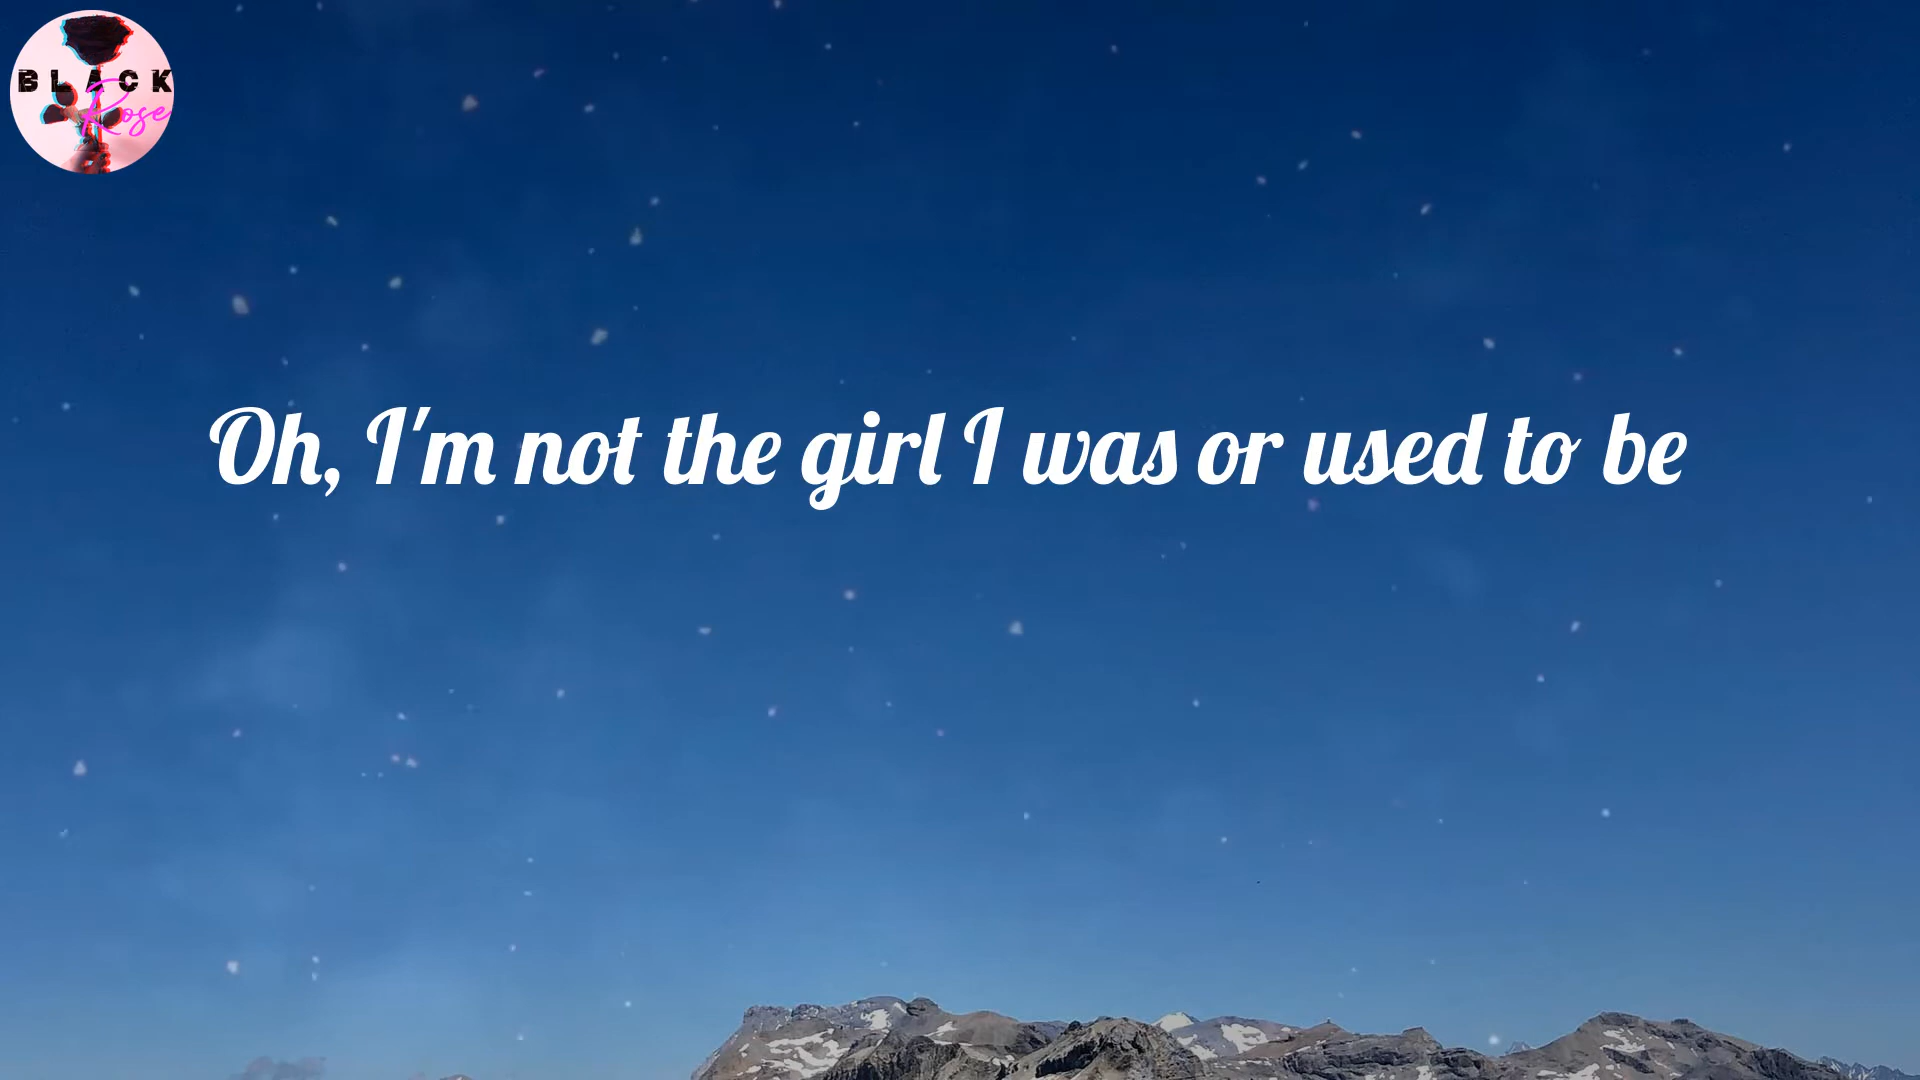 BLACK
Rose
Oh, I'm not the girl I was or used to be